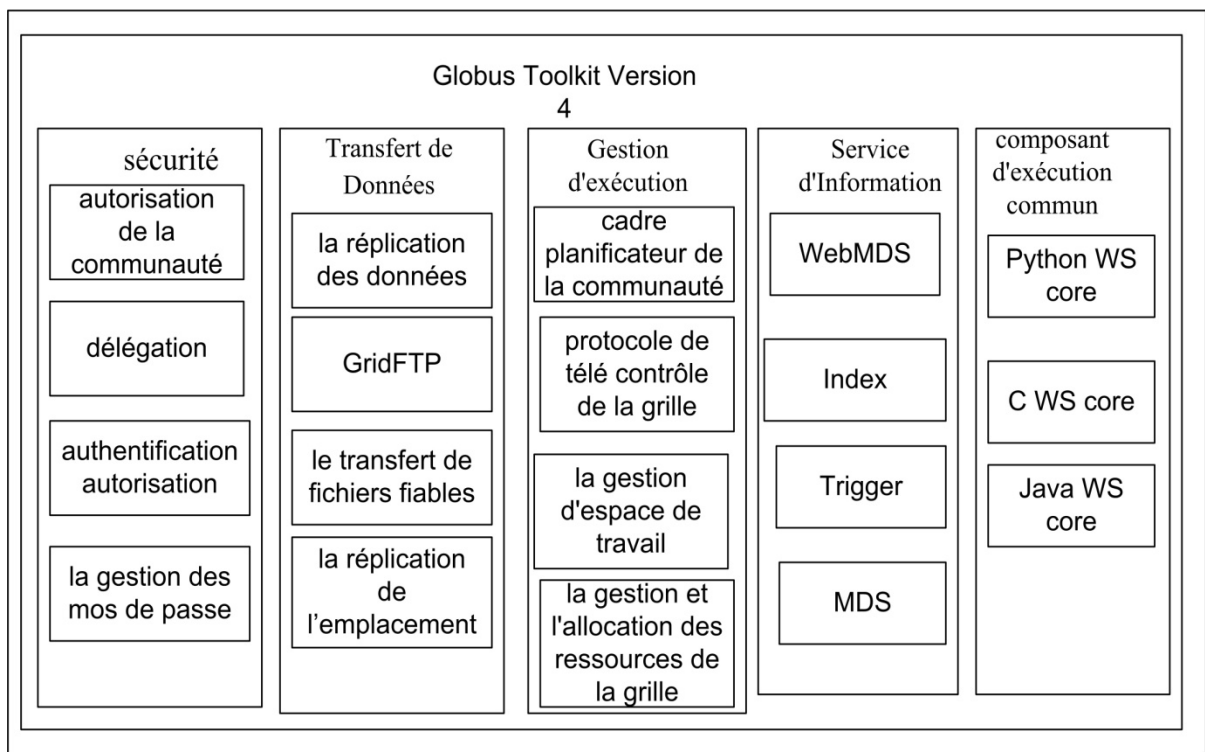 Globus Toolkit Version
4
sécurité
autorisation
de la
communauté
délégation
authentification
autorisation
la gestion des
mos de passe
Transfert de
Données
la réplication
des données
GridFTP
le transfert de
fichiers fiables
la réplication
de
l’emplacement
Gestion
d'exécution
cadre
planificateur de
la communauté
protocole de
télé contrôle
de la grille
la gestion
d'espace de
travail
la gestion et
l'allocation des
ressources de
la grille
Service
d'Information
WebMDS
Index
Trigger
MDS
composant
d'exécution
commun
Python WS
core
C WS core
Java WS
core